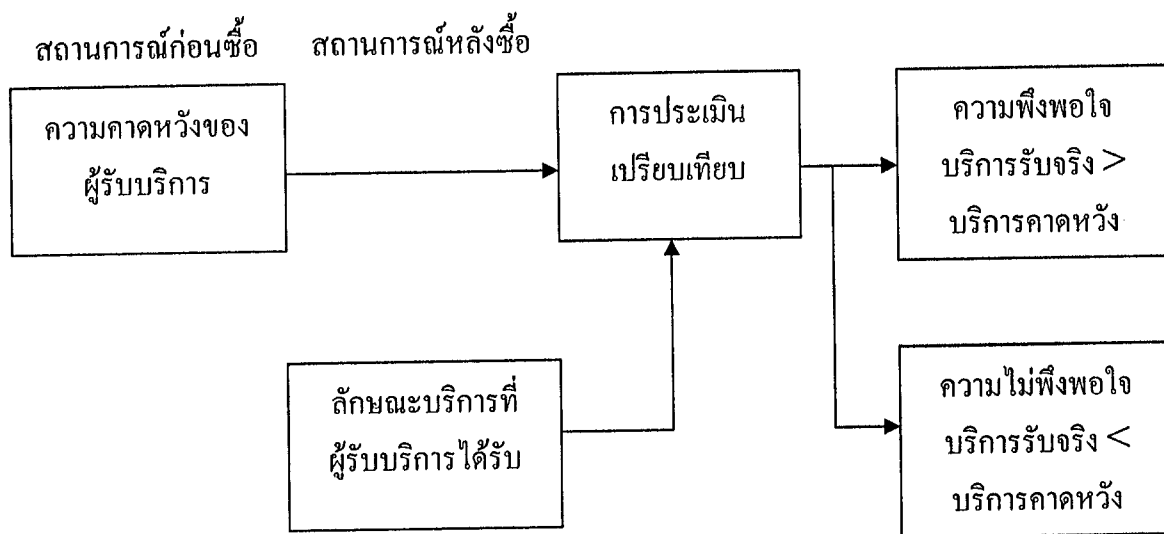 สถานการณ์ก่อนซื้อ
สถานการณ์หลังซื้อ
ความคาดหวังของ
ผู้รับบริการ
การประเมิน
เปรียบเทียบ
ความพึงพอใจ
บริการรับจริง >
บริการคาดหวัง
ลักษณะบริการที่
ผู้รับบริการได้รับ
ความไม่พึงพอใจ
บริการรับจริง <
บริการคาดหวัง